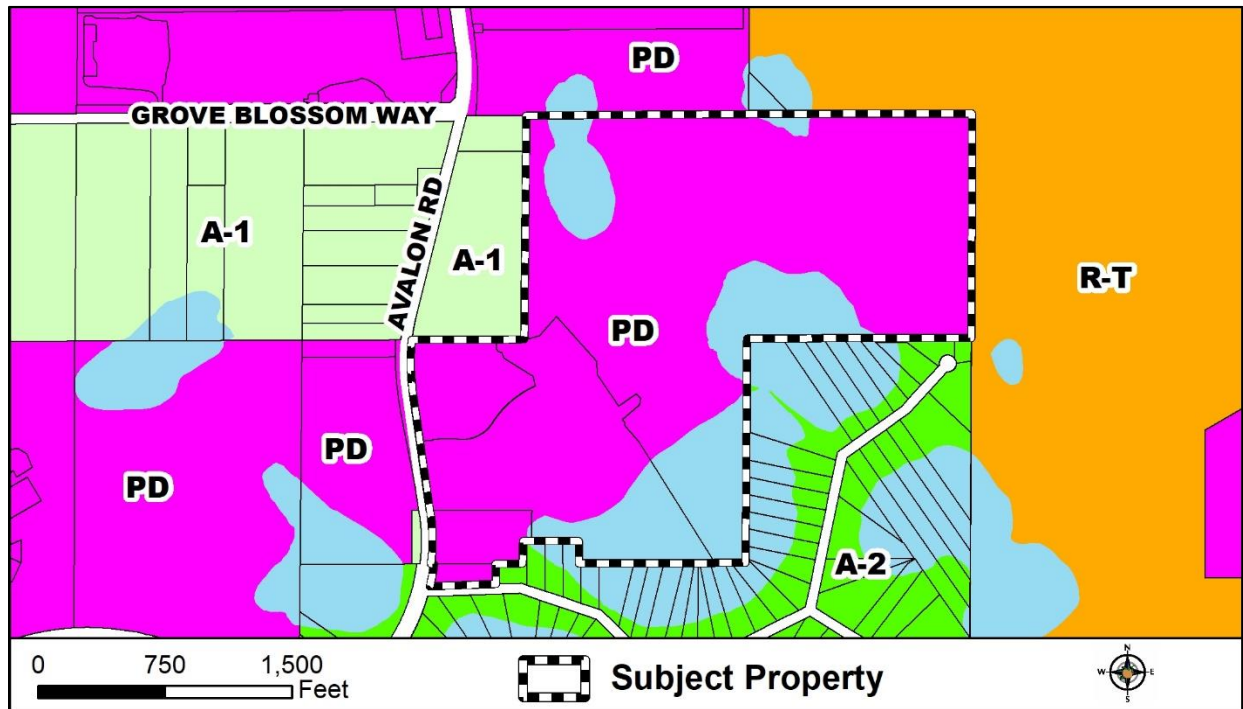 PD
GROVE BLOSSOM WAY
A-1
AVALON RD
A-1
R-T
PD
PD
PD
A-2
0 750 1,500
Feet
Subject Property
N
W E
S